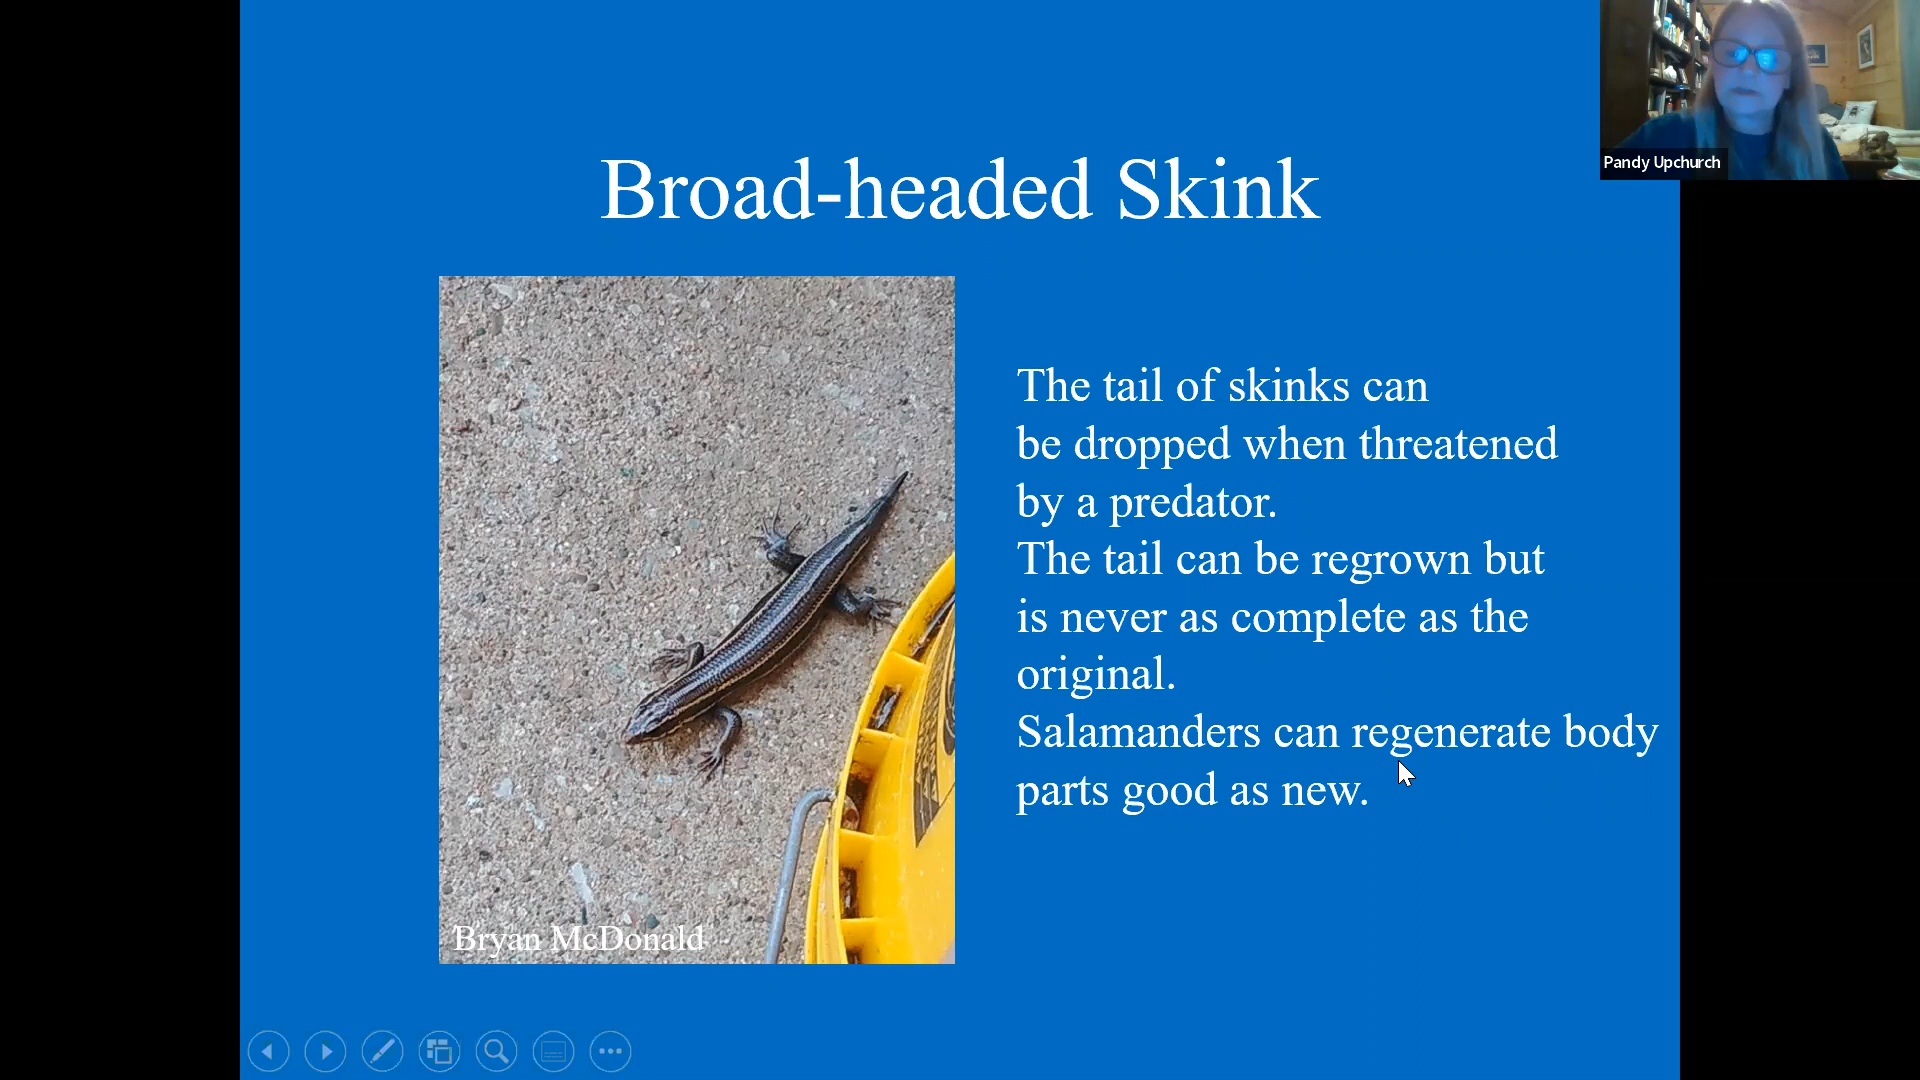 Broad-headed Skink
The tail of skinks can
be dropped when threatened
by a predator.
The tail can be regrown but
is never as complete as the
original.
Salamanders can regenerate body
parts good as new.
Bryan McDonald
Pandy Upchurch